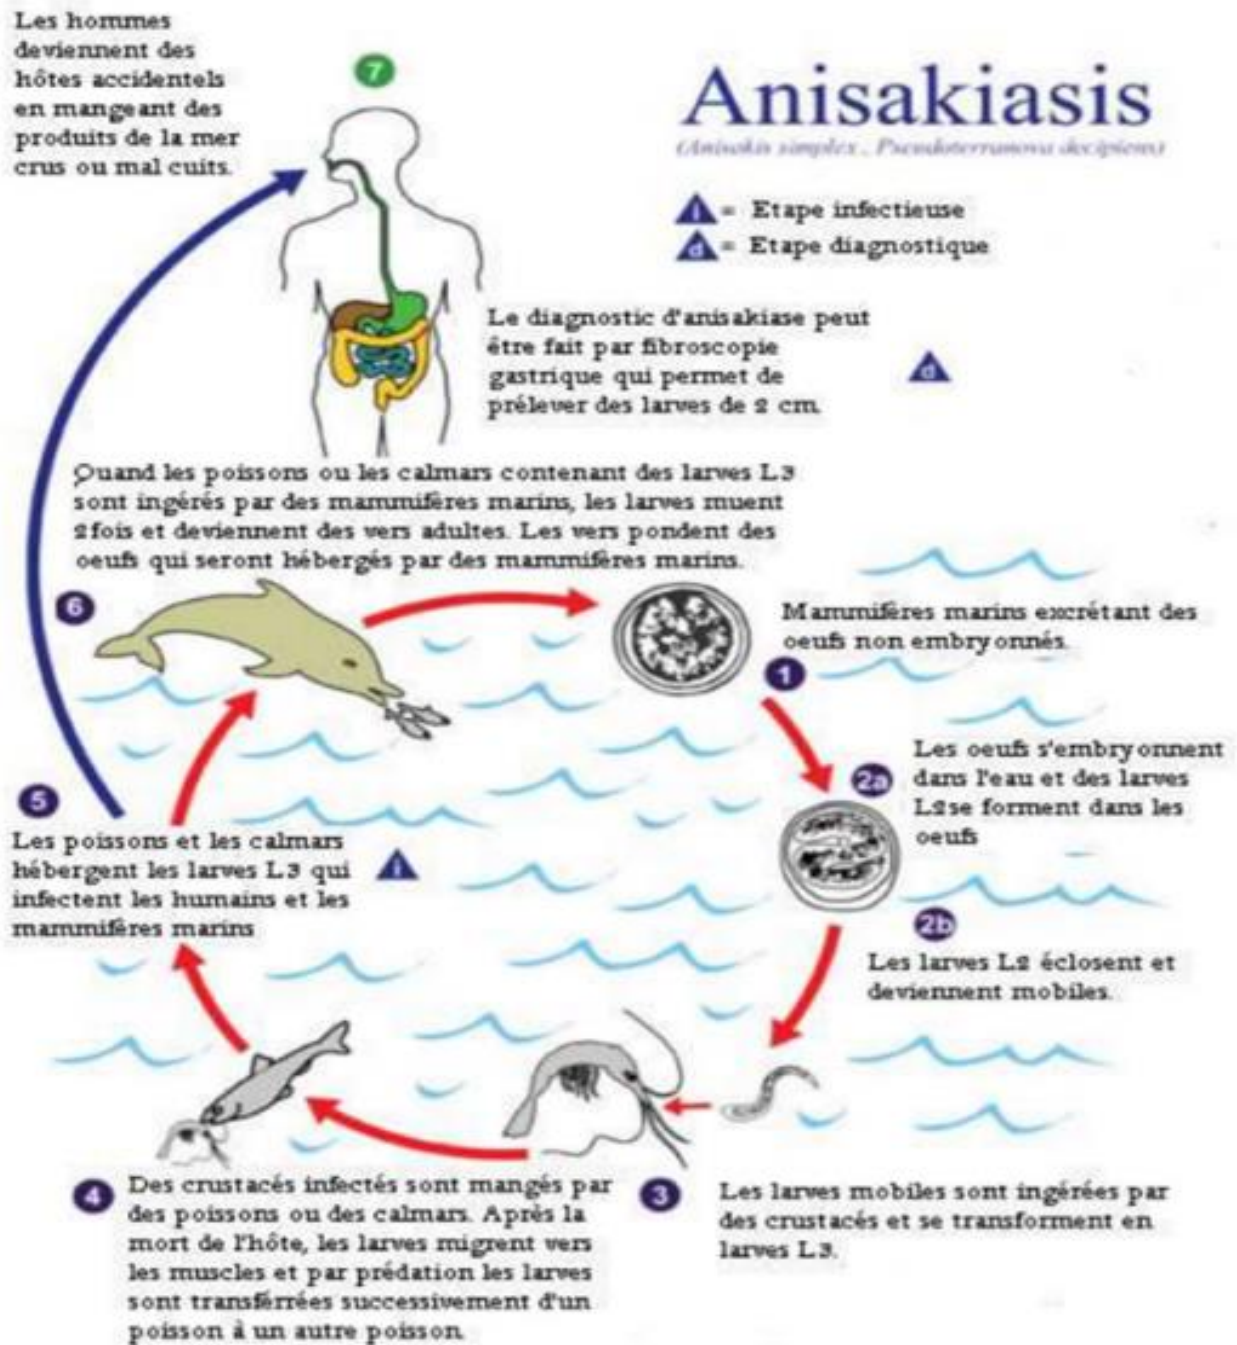 Les hommes
deviennent des
hôtes accidentels
en mangeant des
produits de la mer
crus ou mal cuits.
7
Anisakiasis
(Anisakis simplex , Pseudoterranova decipiens)
i = Etape infectieuse
d = Etape diagnostique
Le diagnostic d'anisakiase peut
être fait par fibroscopie
gastrique qui permet de
prélever des larves de 2 cm.
d
Quand les poissons ou les calmars contenant des larves L3
sont ingérés par des mammifères marins, les larves muent
2fois et deviennent des vers adultes. Les vers pondent des
oeufs qui seront hébergés par des mammifères marins.
6
Mammifères marins excrétant des
oeufs non embryonnés.
1
Les oeufs s'embryonnent
dans l'eau et des larves
L2se forment dans les
oeufs
2a
5
Les poissons et les calmars
hébergent les larves L3 qui
infectent les humains et les
mammifères marins
i
2b
Les larves L2 éclosent et
deviennent mobiles.
4
Des crustacés infectés sont mangés par
des poissons ou des calmars. Après la
mort de l'hôte, les larves migrent vers
les muscles et par prédation les larves
sont transférrées successivement d'un
poisson à un autre poisson.
3
Les larves mobiles sont ingérées par
des crustacés et se transforment en
larves L3.